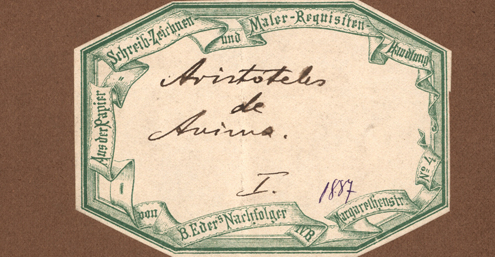 Aus der Papier
Schreib-Zeichnen
und
Maler-Requisiten-
Handlung
Aristoteles
de
Anima.
I.
1887
von
B. Eder's Nachfolger
Margarethenstr.
No 4